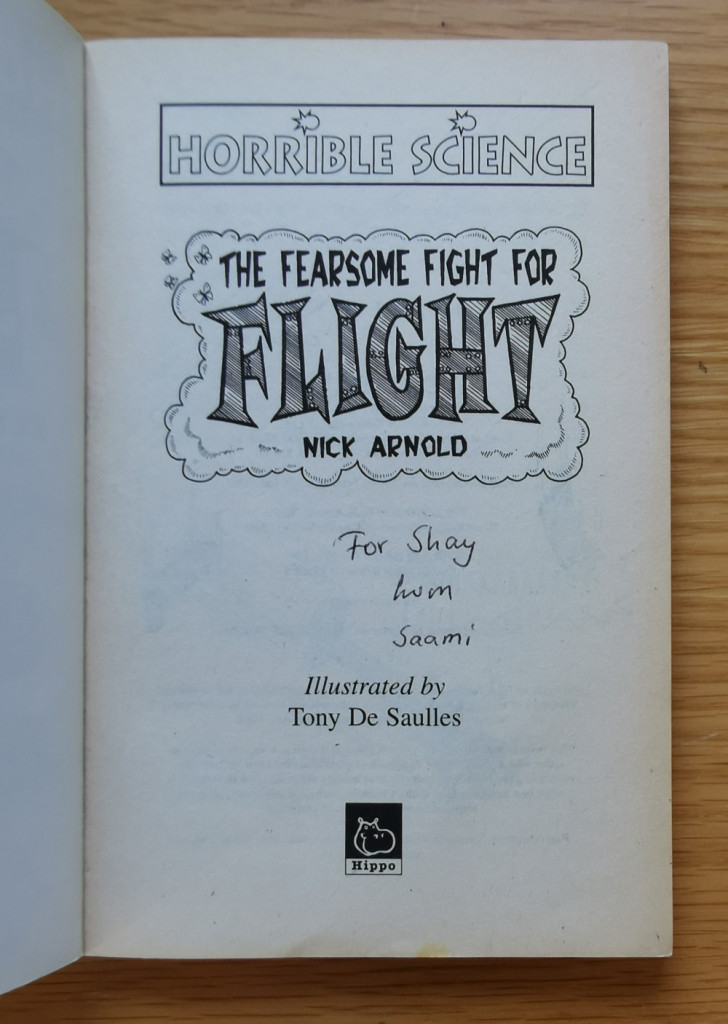 HORRIBLE SCIENCE
THE FEARSOME FIGHT FOR
FLIGHT
NICK ARNOLD
For Shay
from
Saami
Illustrated by
Tony De Saulles
Hippo